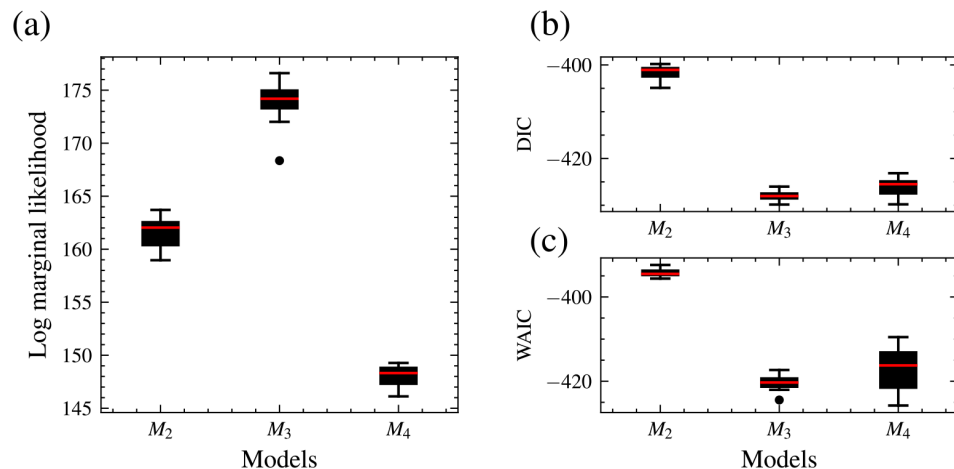 (a)
Log marginal likelihood
175
170
165
160
155
150
145
M2
M3
M4
Models
(b)
DIC
−400
−420
M2
M3
M4
(c)
WAIC
−400
−420
M2
M3
M4
Models